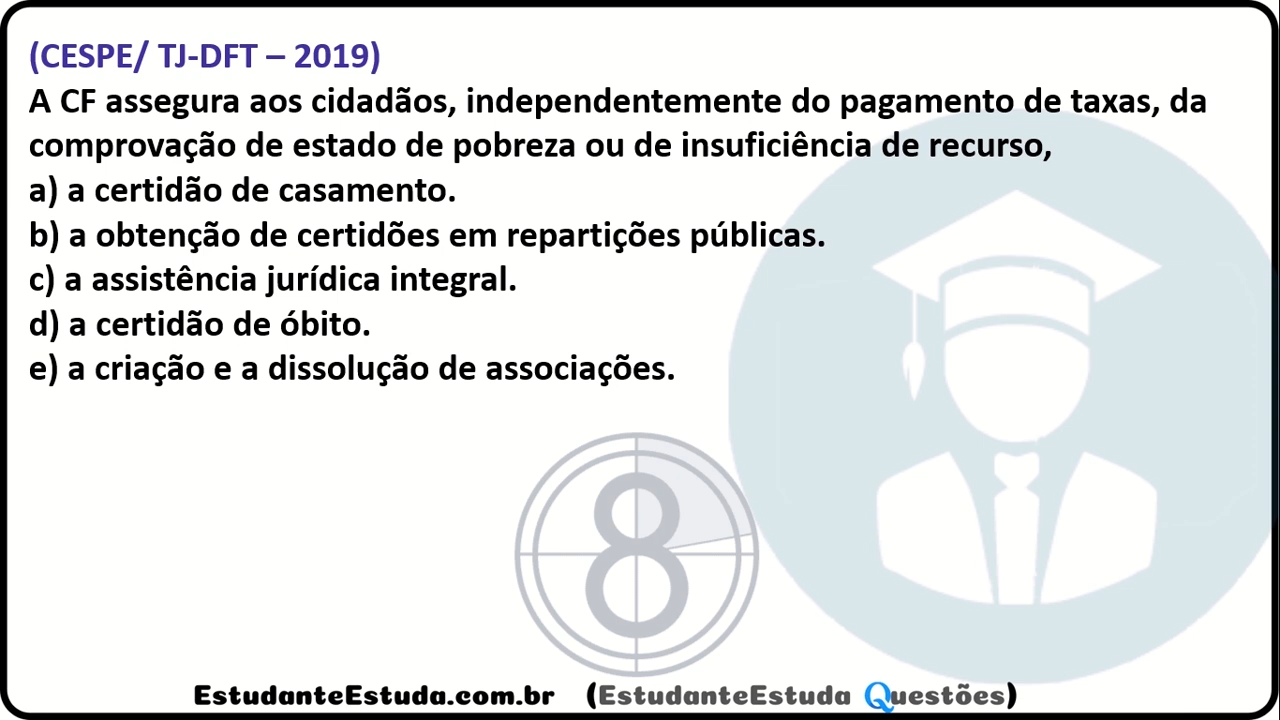 (CESPE/ TJ-DFT – 2019)
A CF assegura aos cidadãos, independentemente do pagamento de taxas, da
comprovação de estado de pobreza ou de insuficiência de recurso,
a) a certidão de casamento.
b) a obtenção de certidões em repartições públicas.
c) a assistência jurídica integral.
d) a certidão de óbito.
e) a criação e a dissolução de associações.
8
EstudanteEstuda.com.br (EstudanteEstuda Questões)